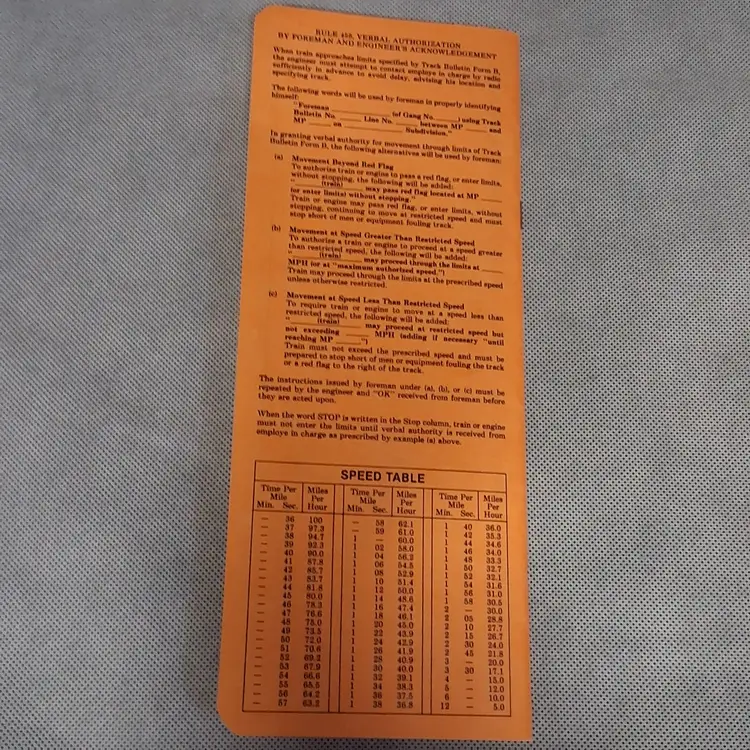 RULE 455, VERBAL AUTHORIZATION
BY FOREMAN AND ENGINEER'S ACKNOWLEDGEMENT
When train approaches limits specified by Track Bulletin Form B,
the engineer must attempt to contact employe in charge by radio
sufficiently in advance to avoid delay, advising his location and
specifying track.
The following words will be used by foreman in properly identifying
himself:
"Foreman ________ (of Gang No. ____) using Track
Bulletin No. ____ Line No. ____ between MP ____ and
MP ____ on ________ Subdivision."
In granting verbal authority for movement through limits of Track
Bulletin Form B, the following alternatives will be used by foreman:
(a) Movement Beyond Red Flag
To authorize train or engine to pass a red flag, or enter limits,
without stopping, the following will be added:
"____(train)____ may pass red flag located at MP ____
(or enter limits) without stopping."
Train or engine may pass red flag, or enter limits, without
stopping, continuing to move at restricted speed and must
stop short of men or equipment fouling track.
(b) Movement at Speed Greater Than Restricted Speed
To authorize a train or engine to proceed at a speed greater
than restricted speed, the following will be added:
"____(train)____ may proceed through the limits at ____
MPH (or at "maximum authorized speed.")
Train may proceed through the limits at the prescribed speed
unless otherwise restricted.
(c) Movement at Speed Less Than Restricted Speed
To require train or engine to move at a speed less than
restricted speed, the following will be added:
"____(train)____ may proceed at restricted speed but
not exceeding ____ MPH (adding if necessary "until
reaching MP ____.")
Train must not exceed the prescribed speed and must be
prepared to stop short of men or equipment fouling the track
or a red flag to the right of the track.
The instructions issued by foreman under (a), (b), or (c) must be
repeated by the engineer and "OK" received from foreman before
they are acted upon.
When the word STOP is written in the Stop column, train or engine
must not enter the limits until verbal authority is received from
employe in charge as prescribed by example (a) above.
SPEED TABLE
Time Per Mile Miles Per Hour Time Per Mile Miles Per Hour Time Per Mile Miles Per Hour
Min. Sec. Min. Sec. Min. Sec.
— 36 100 — 58 62.1 1 40 36.0
— 37 97.3 — 59 61.0 1 42 35.3
— 38 94.7 1 — 60.0 1 44 34.6
— 39 92.3 1 02 58.0 1 46 34.0
— 40 90.0 1 04 56.2 1 48 33.3
— 41 87.8 1 06 54.5 1 50 32.7
— 42 85.7 1 08 52.9 1 52 32.1
— 43 83.7 1 10 51.4 1 54 31.6
— 44 81.8 1 12 50.0 1 56 31.0
— 45 80.0 1 14 48.6 1 58 30.5
— 46 78.3 1 16 47.4 2 — 30.0
— 47 76.6 1 18 46.1 2 05 28.8
— 48 75.0 1 20 45.0 2 10 27.7
— 49 73.5 1 22 43.9 2 15 26.7
— 50 72.0 1 24 42.9 2 30 24.0
— 51 70.6 1 26 41.9 2 45 21.8
— 52 69.2 1 28 40.9 3 — 20.0
— 53 67.9 1 30 40.0 3 30 17.1
— 54 66.6 1 32 39.1 4 — 15.0
— 55 65.5 1 34 38.3 5 — 12.0
— 56 64.2 1 36 37.5 6 — 10.0
— 57 63.2 1 38 36.8 12 — 5.0